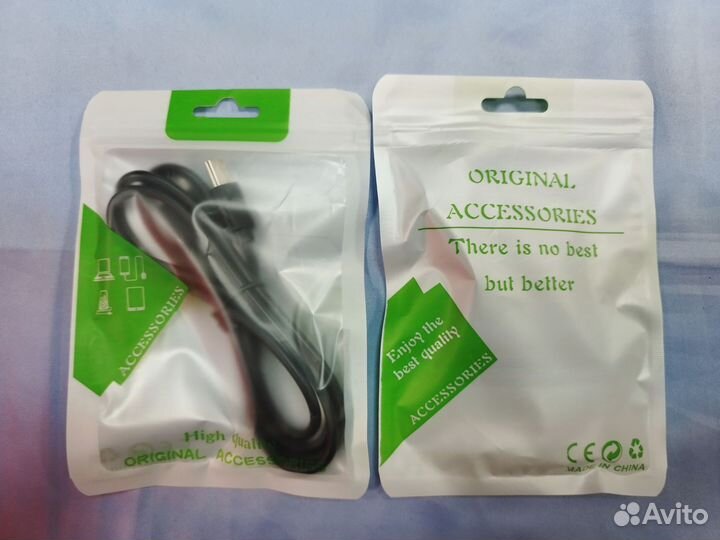 ACCESSORIES
High Quality
ORIGINAL ACCESSORIES
ORIGINAL
ACCESSORIES
There is no best
but better
Enjoy the
best quality
ACCESSORIES
CE
MADE IN CHINA
Avito